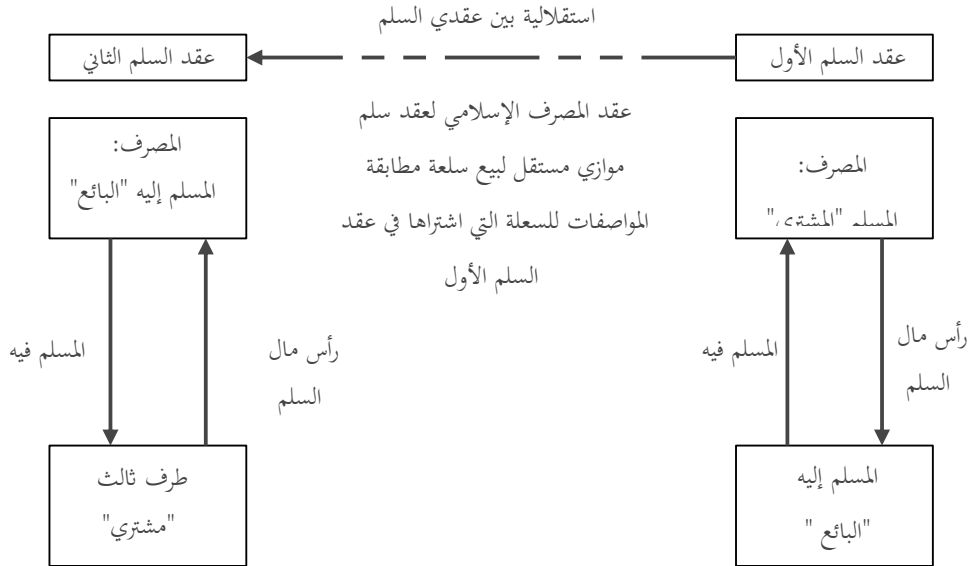 استقلالية بين عقدي السلم
عقد السلم الأول
عقد السلم الثاني
المصرف:
المسلم "المشتري"
عقد المصرف الإسلامي لعقد سلم
موازي مستقل لبيع سلعة مطابقة
المواصفات للسعلة التي اشتراها في عقد
السلم الأول
المصرف:
المسلم إليه "البائع"
رأس مال
السلم
المسلم فيه
رأس مال
السلم
المسلم فيه
المسلم إليه
"البائع "
طرف ثالث
"مشتري"